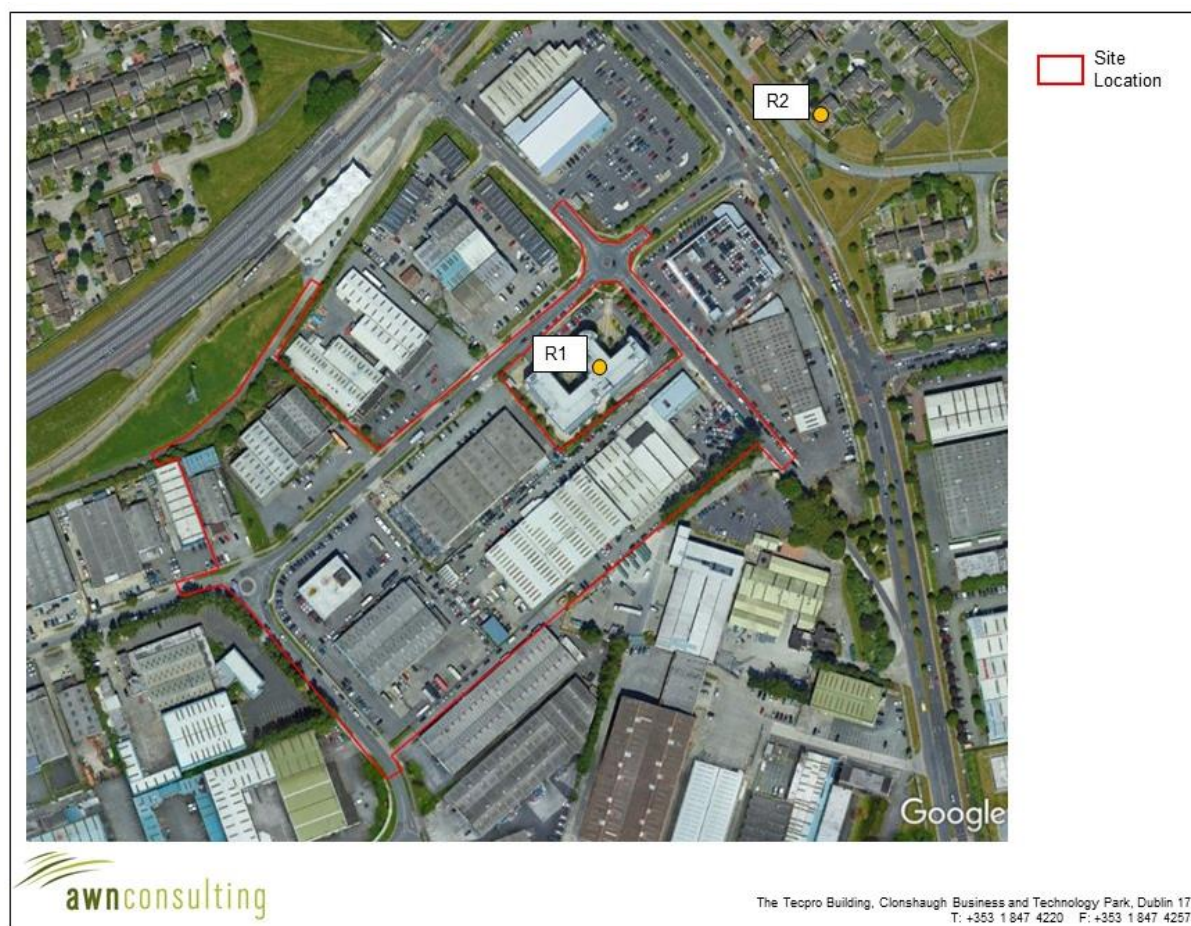 Site
Location
R2
R1
Google
awnconsulting
The Tecpro Building, Clonshaugh Business and Technology Park, Dublin 17
T: +353 1 847 4220 F: +353 1 847 4257